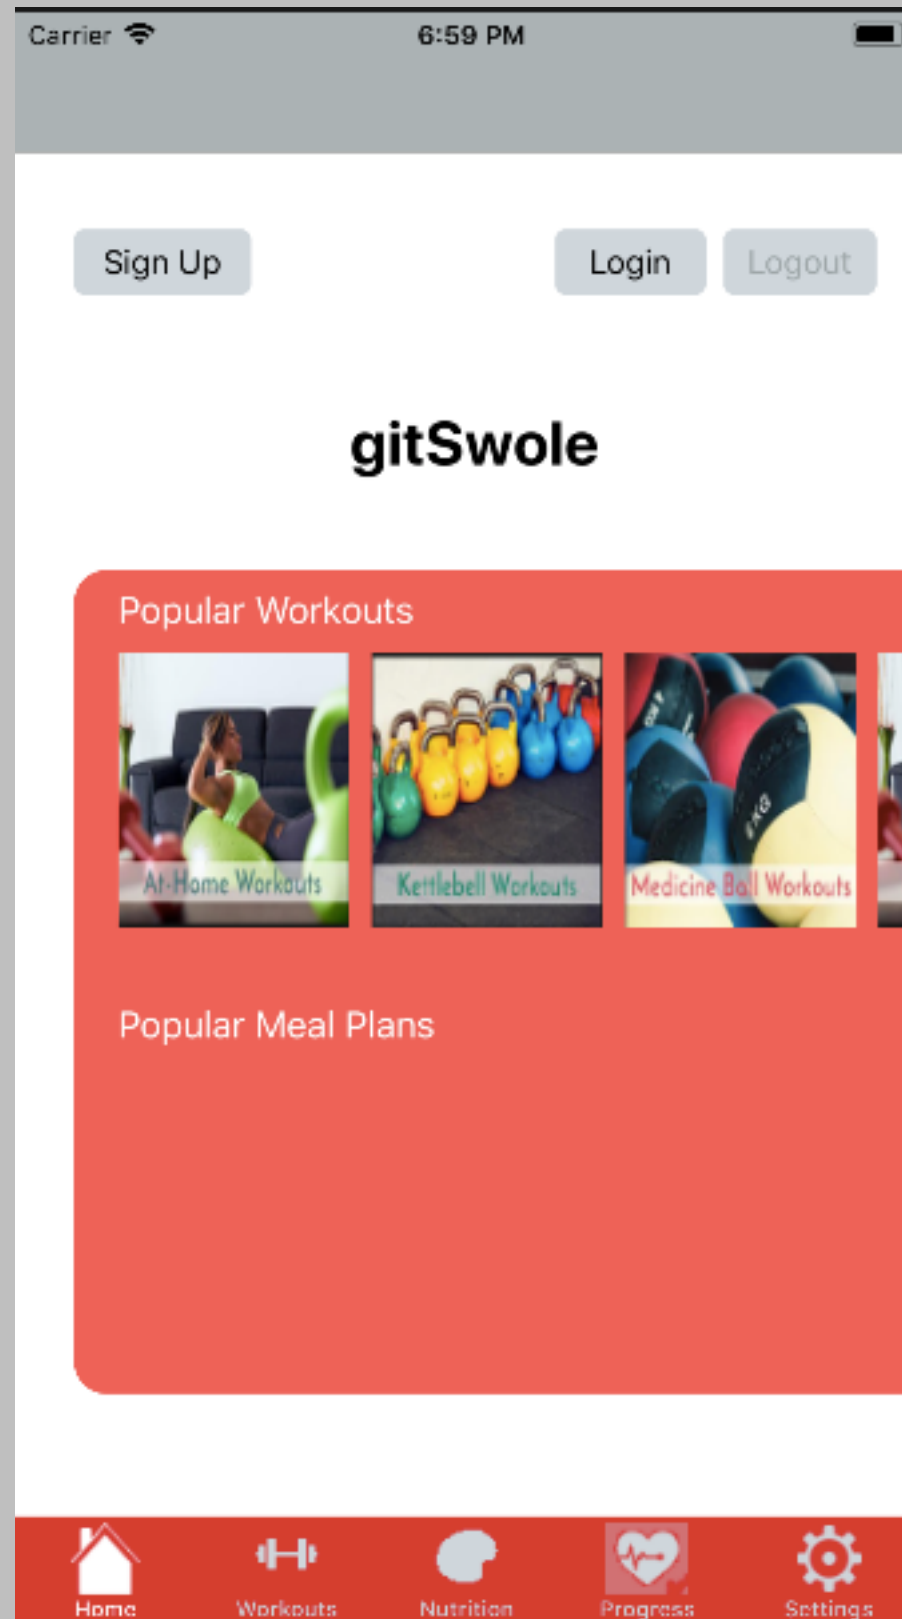 Carrier 6:59 PM
Sign Up Login Logout
gitSwole
Popular Workouts
At-Home Workouts Kettlebell Workouts Medicine Ball Workouts
Popular Meal Plans
Home Workouts Nutrition Progress Settings